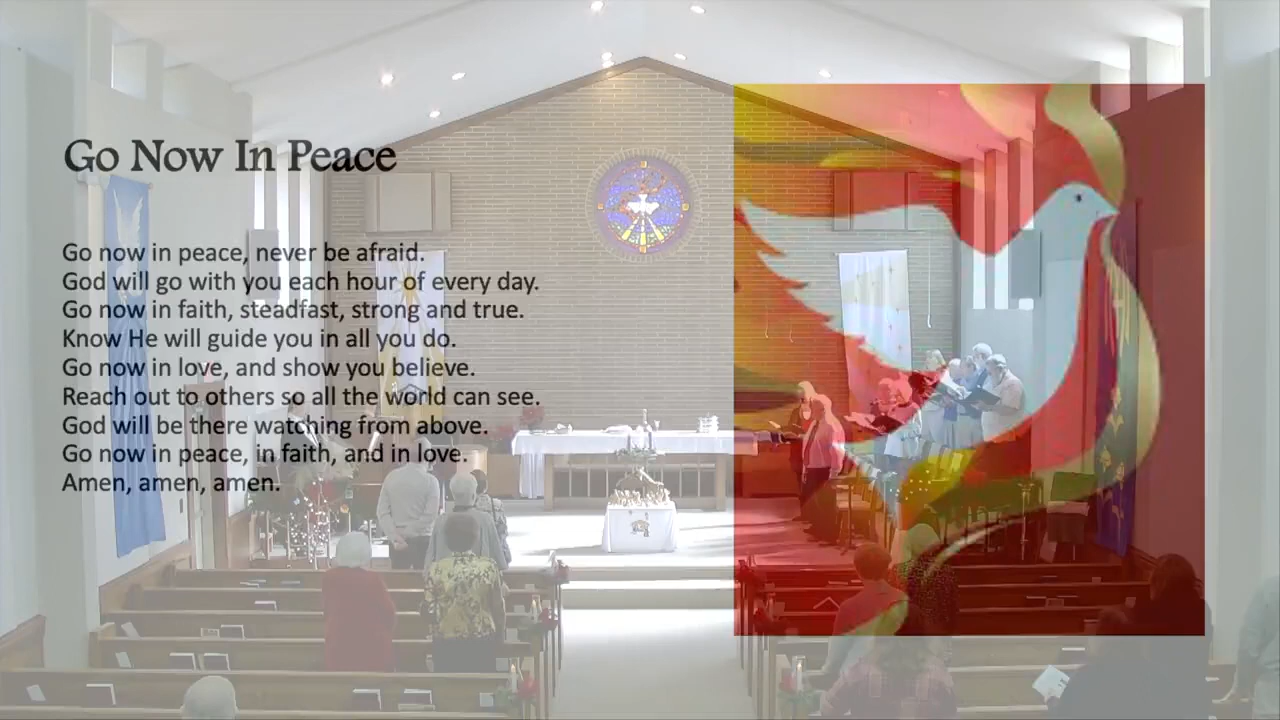 Go Now In Peace
Go now in peace, never be afraid.
God will go with you each hour of every day.
Go now in faith, steadfast, strong and true.
Know He will guide you in all you do.
Go now in love, and show you believe.
Reach out to others so all the world can see.
God will be there watching from above.
Go now in peace, in faith, and in love.
Amen, amen, amen.